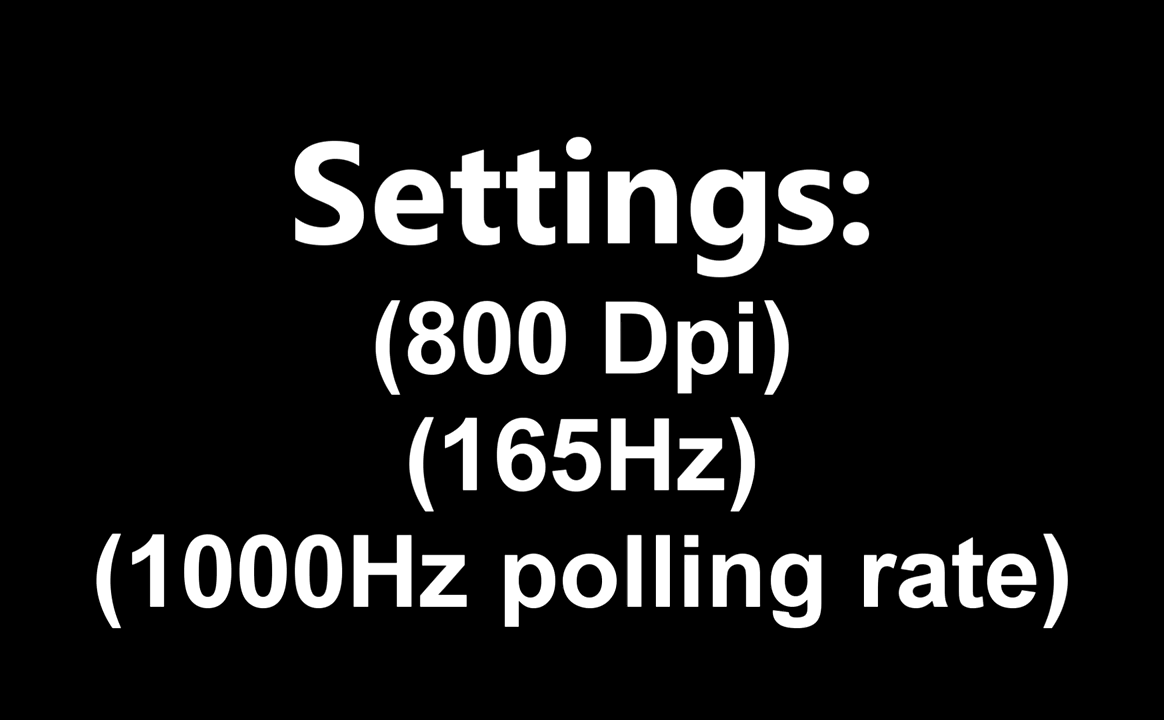 Settings:
(800 Dpi)
(165Hz)
(1000Hz polling rate)